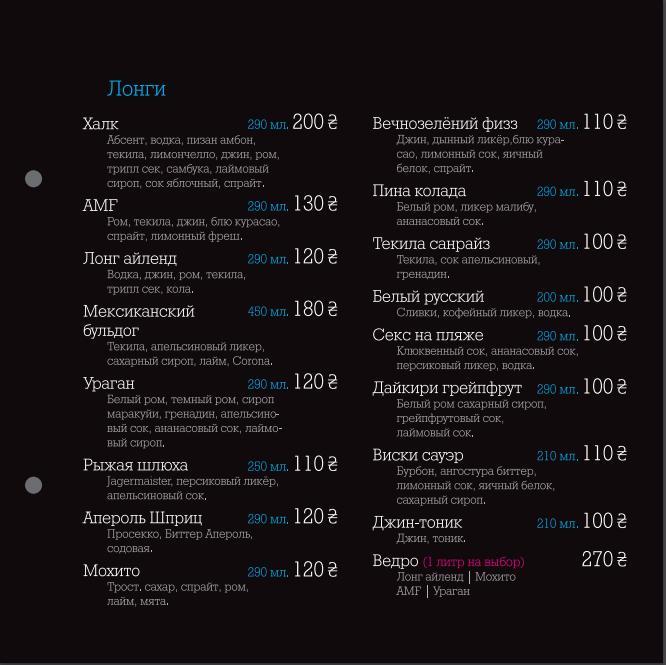 Лонги
Халк 290 мл. 200 ₴
Абсент, водка, пизан амбон,
текила, лимончелло, джин, ром,
трипл сек, самбука, лаймовый
сироп, сок яблочный, спрайт.
AMF 290 мл. 130 ₴
Ром, текила, джин, блю курасао,
спрайт, лимонный фреш.
Лонг айленд 290 мл. 120 ₴
Водка, джин, ром, текила,
трипл сек, кола.
Мексиканский 450 мл. 180 ₴
бульдог
Текила, апельсиновый ликер,
сахарный сироп, лайм, Corona.
Ураган 290 мл. 120 ₴
Белый ром, темный ром, сироп
маракуйи, гренадин, апельсино-
вый сок, ананасовый сок, лаймо-
вый сироп.
Рыжая шлюха 250 мл. 110 ₴
Jagermaister, персиковый ликёр,
апельсиновый сок.
Апероль Шприц 290 мл. 120 ₴
Просекко, Биттер Апероль,
содовая.
Мохито 290 мл. 120 ₴
Трост. сахар, спрайт, ром,
лайм, мята.
Вечнозелёний физз 290 мл. 110 ₴
Джин, дынный ликёр,блю кура-
сао, лимонный сок, яичный
белок, спрайт.
Пина колада 290 мл. 110 ₴
Белый ром, ликер малибу,
ананасовый сок.
Текила санрайз 290 мл. 100 ₴
Текила, сок апельсиновый,
гренадин.
Белый русский 200 мл. 100 ₴
Сливки, кофейный ликер, водка.
Секс на пляже 290 мл. 100 ₴
Клюквенный сок, ананасовый сок,
персиковый ликер, водка.
Дайкири грейпфрут 290 мл. 100 ₴
Белый ром сахарный сироп,
грейпфрутовый сок,
лаймовый сок.
Виски сауэр 210 мл. 110 ₴
Бурбон, ангостура биттер,
лимонный сок, яичный белок,
сахарный сироп.
Джин-тоник 210 мл. 100 ₴
Джин, тоник.
Ведро (1 литр на выбор) 270 ₴
Лонг айленд | Мохито
AMF | Ураган